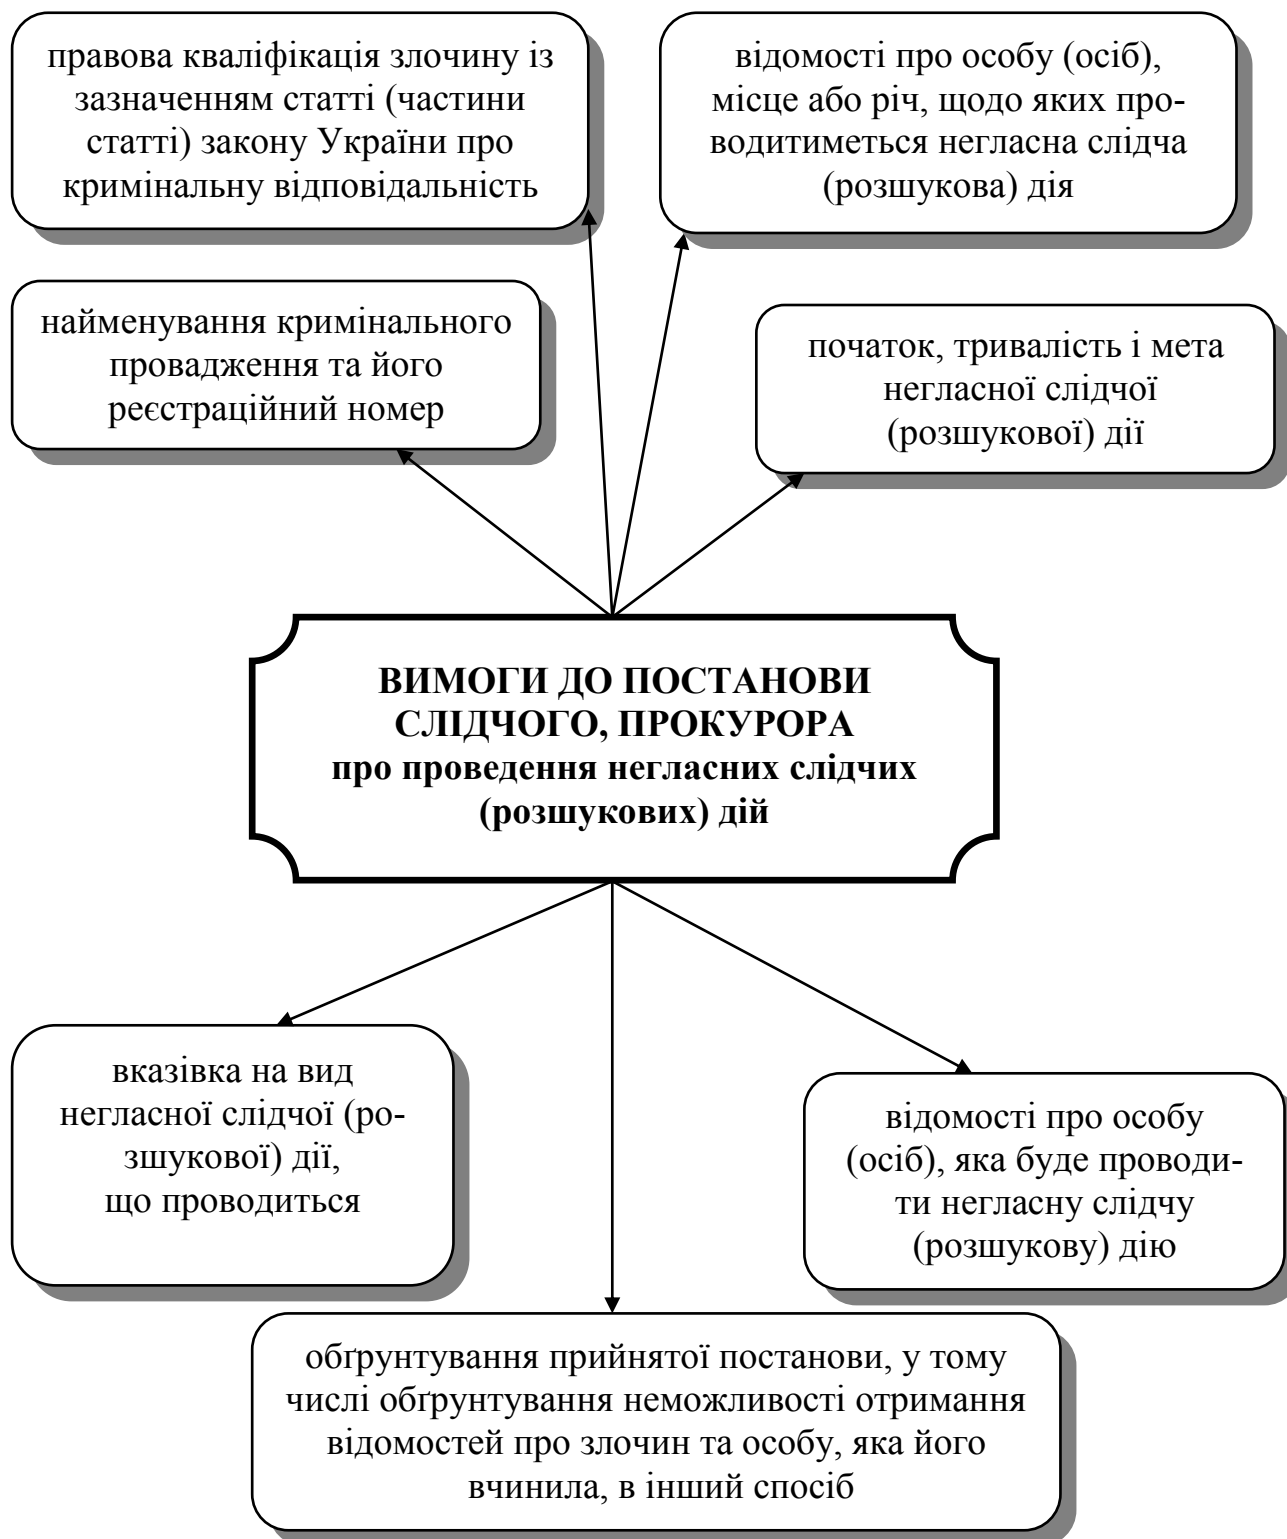 правова кваліфікація злочину із
зазначенням статті (частини
статті) закону України про
кримінальну відповідальність
відомості про особу (осіб),
місце або річ, щодо яких про-
водитиметься негласна слідча
(розшукова) дія
найменування кримінального
провадження та його
реєстраційний номер
початок, тривалість і мета
негласної слідчої
(розшукової) дії
ВИМОГИ ДО ПОСТАНОВИ
СЛІДЧОГО, ПРОКУРОРА
про проведення негласних слідчих
(розшукових) дій
вказівка на вид
негласної слідчої (ро-
зшукової) дії,
що проводиться
відомості про особу
(осіб), яка буде проводи-
ти негласну слідчу
(розшукову) дію
обґрунтування прийнятої постанови, у тому
числі обґрунтування неможливості отримання
відомостей про злочин та особу, яка його
вчинила, в інший спосіб